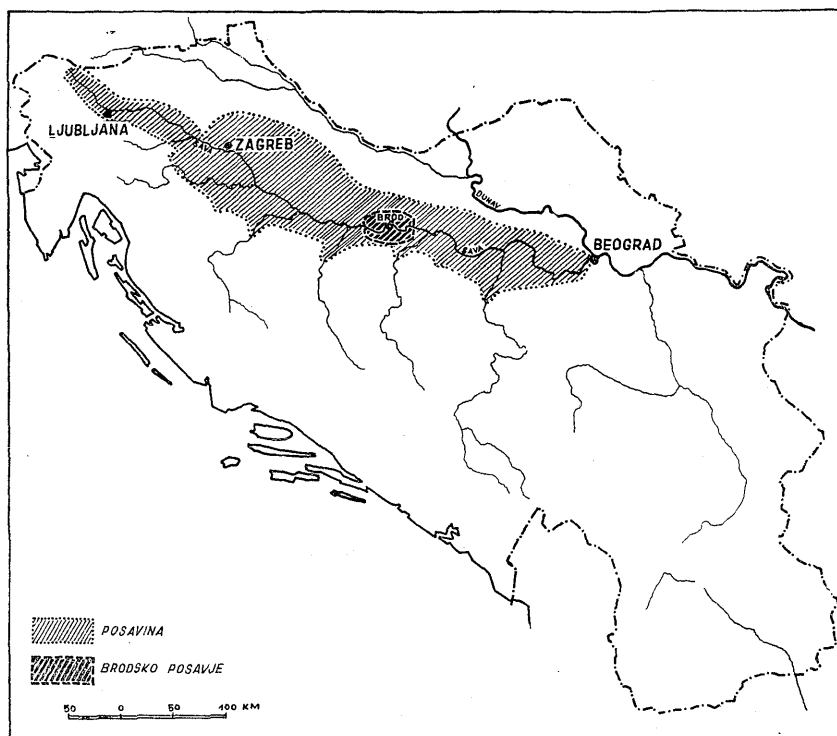 LJUBLJANA
SAVA
ZAGREB
DUNAV
BROD
SAVA
BEOGRAD
POSAVINA
BRODSKO POSAVJE
50 0 50 100 KM